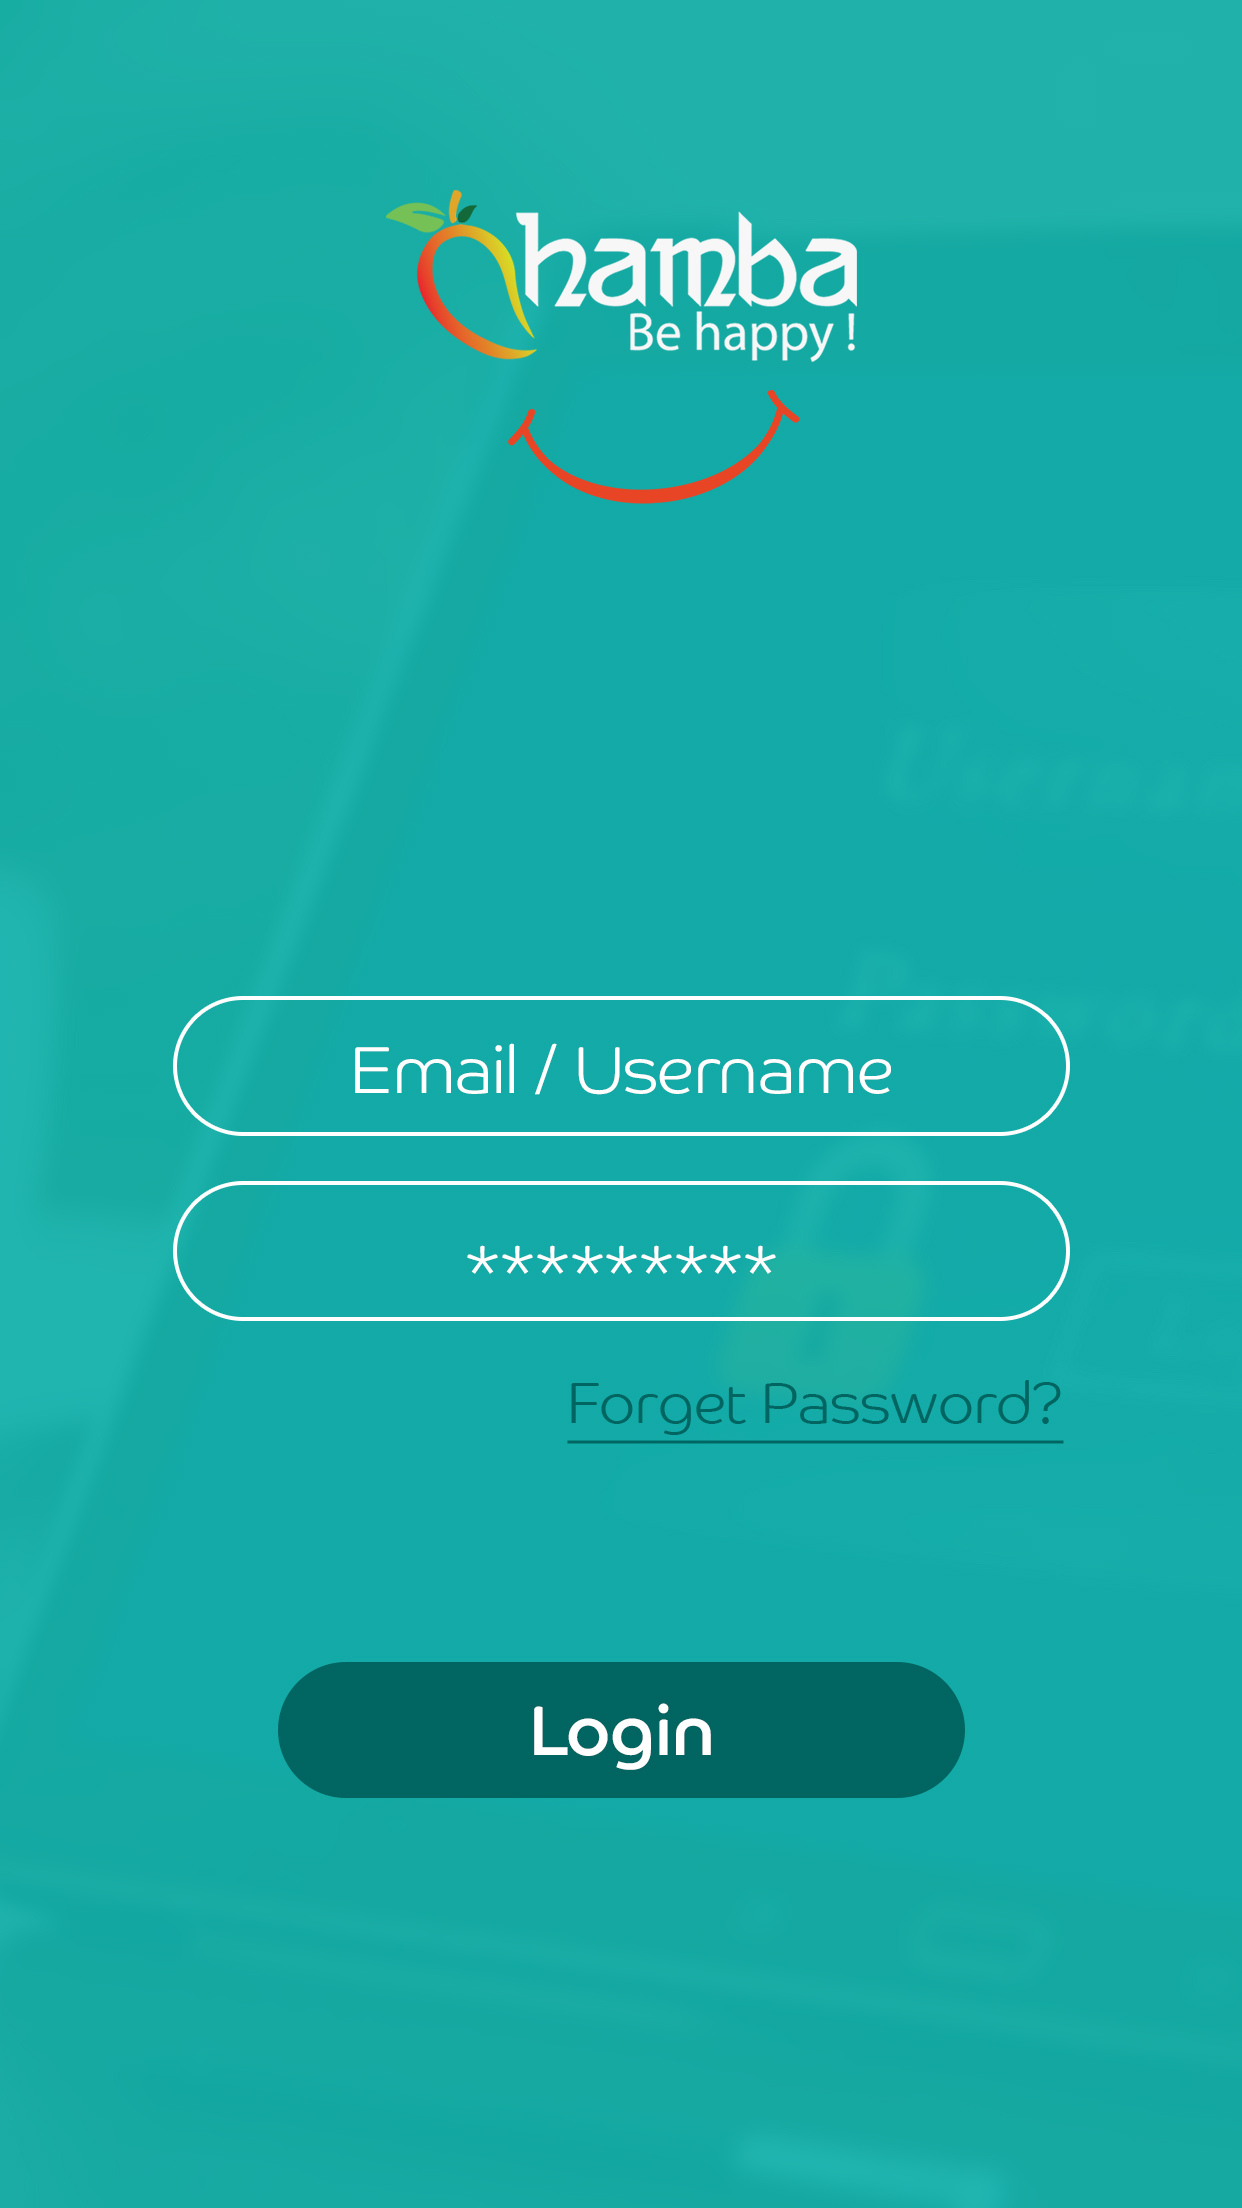 hamba
Be happy !
Email / Username
*********
Forget Password?
Login